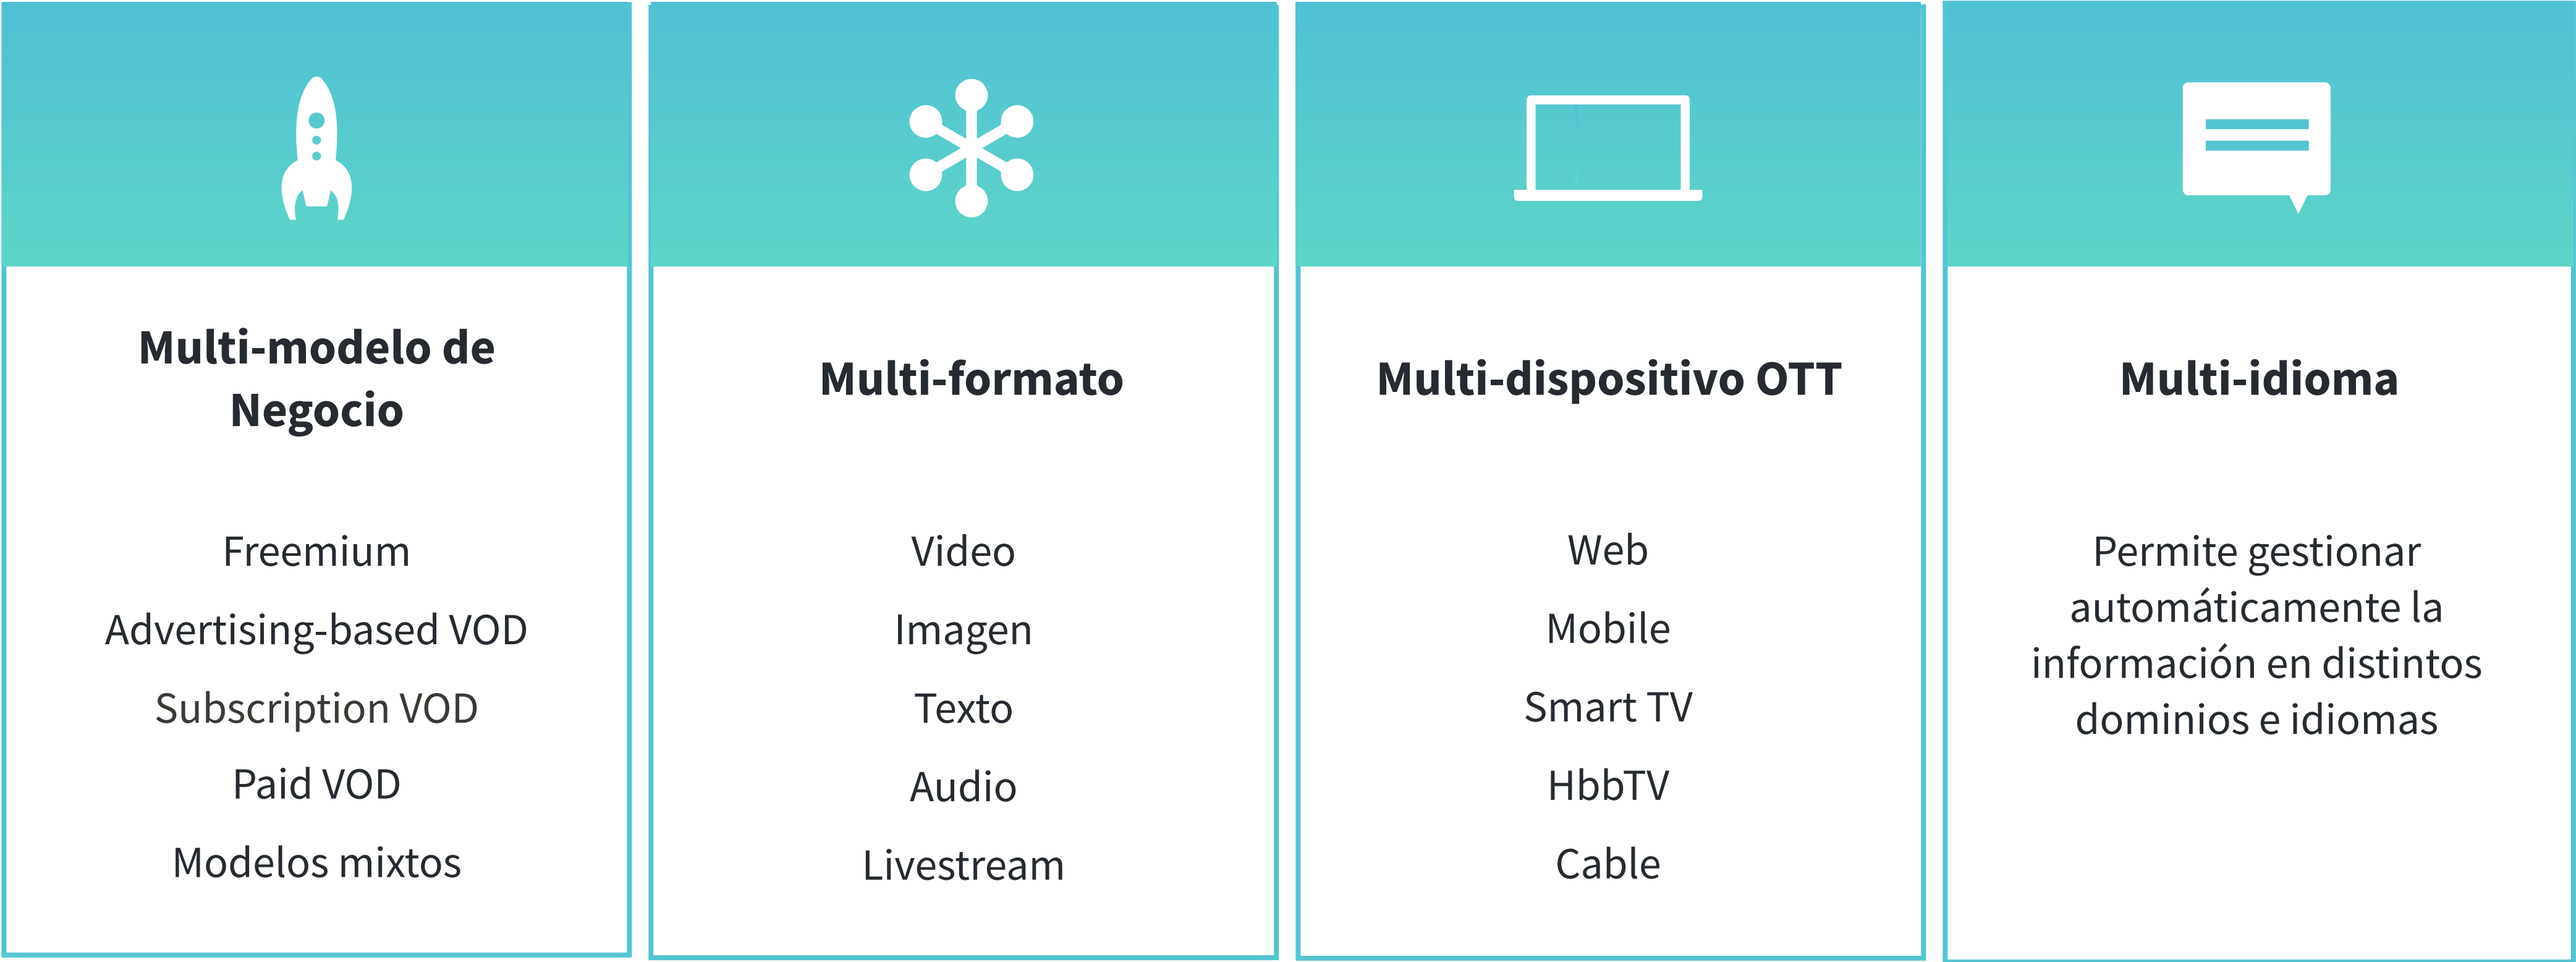 Multi-modelo de
Negocio
Freemium
Advertising-based VOD
Subscription VOD
Paid VOD
Modelos mixtos
Multi-formato
Video
Imagen
Texto
Audio
Livestream
Multi-dispositivo OTT
Web
Mobile
Smart TV
HbbTV
Cable
Multi-idioma
Permite gestionar
automáticamente la
información en distintos
dominios e idiomas